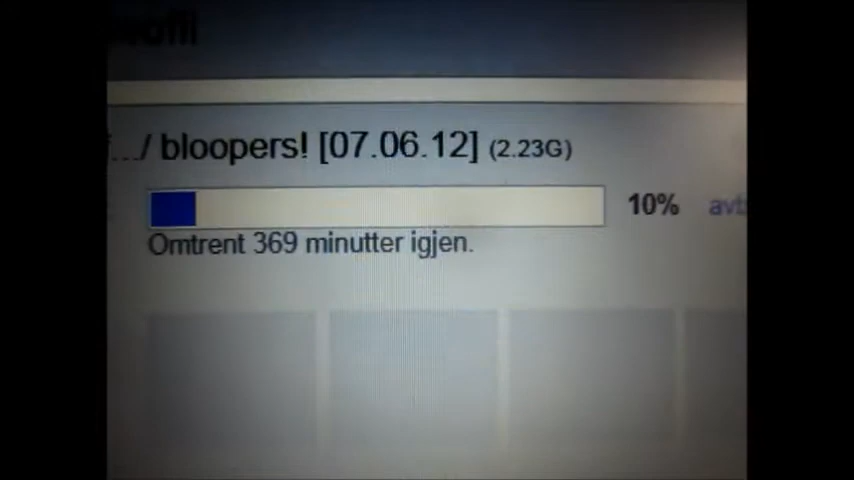 .../ bloopers! [07.06.12] (2.23G)
10%
Omtrent 369 minutter igjen.